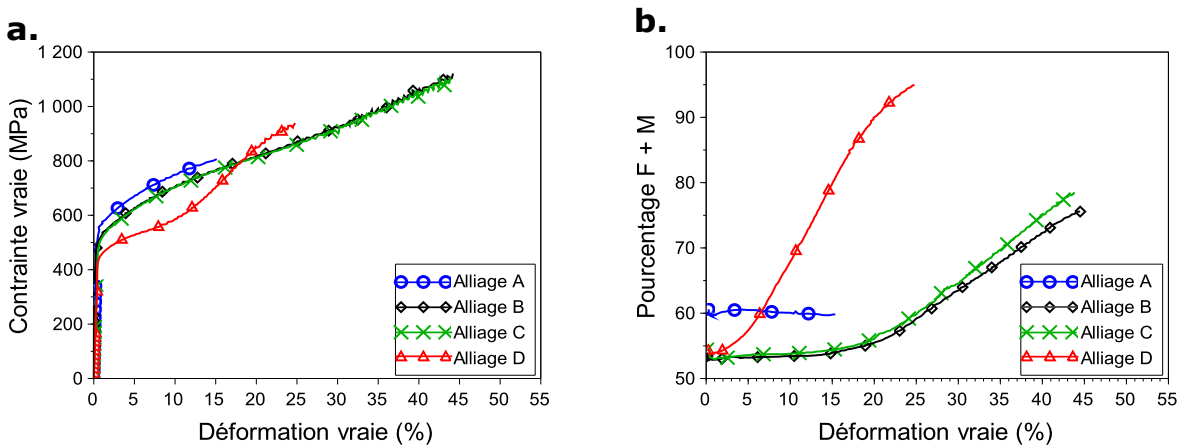 a.
Contrainte vraie (MPa)
1 200
1 000
800
600
400
200
0
0 5 10 15 20 25 30 35 40 45 50 55
Déformation vraie (%)
Alliage A
Alliage B
Alliage C
Alliage D
b.
Pourcentage F + M
100
90
80
70
60
50
0 5 10 15 20 25 30 35 40 45 50 55
Déformation vraie (%)
Alliage A
Alliage B
Alliage C
Alliage D